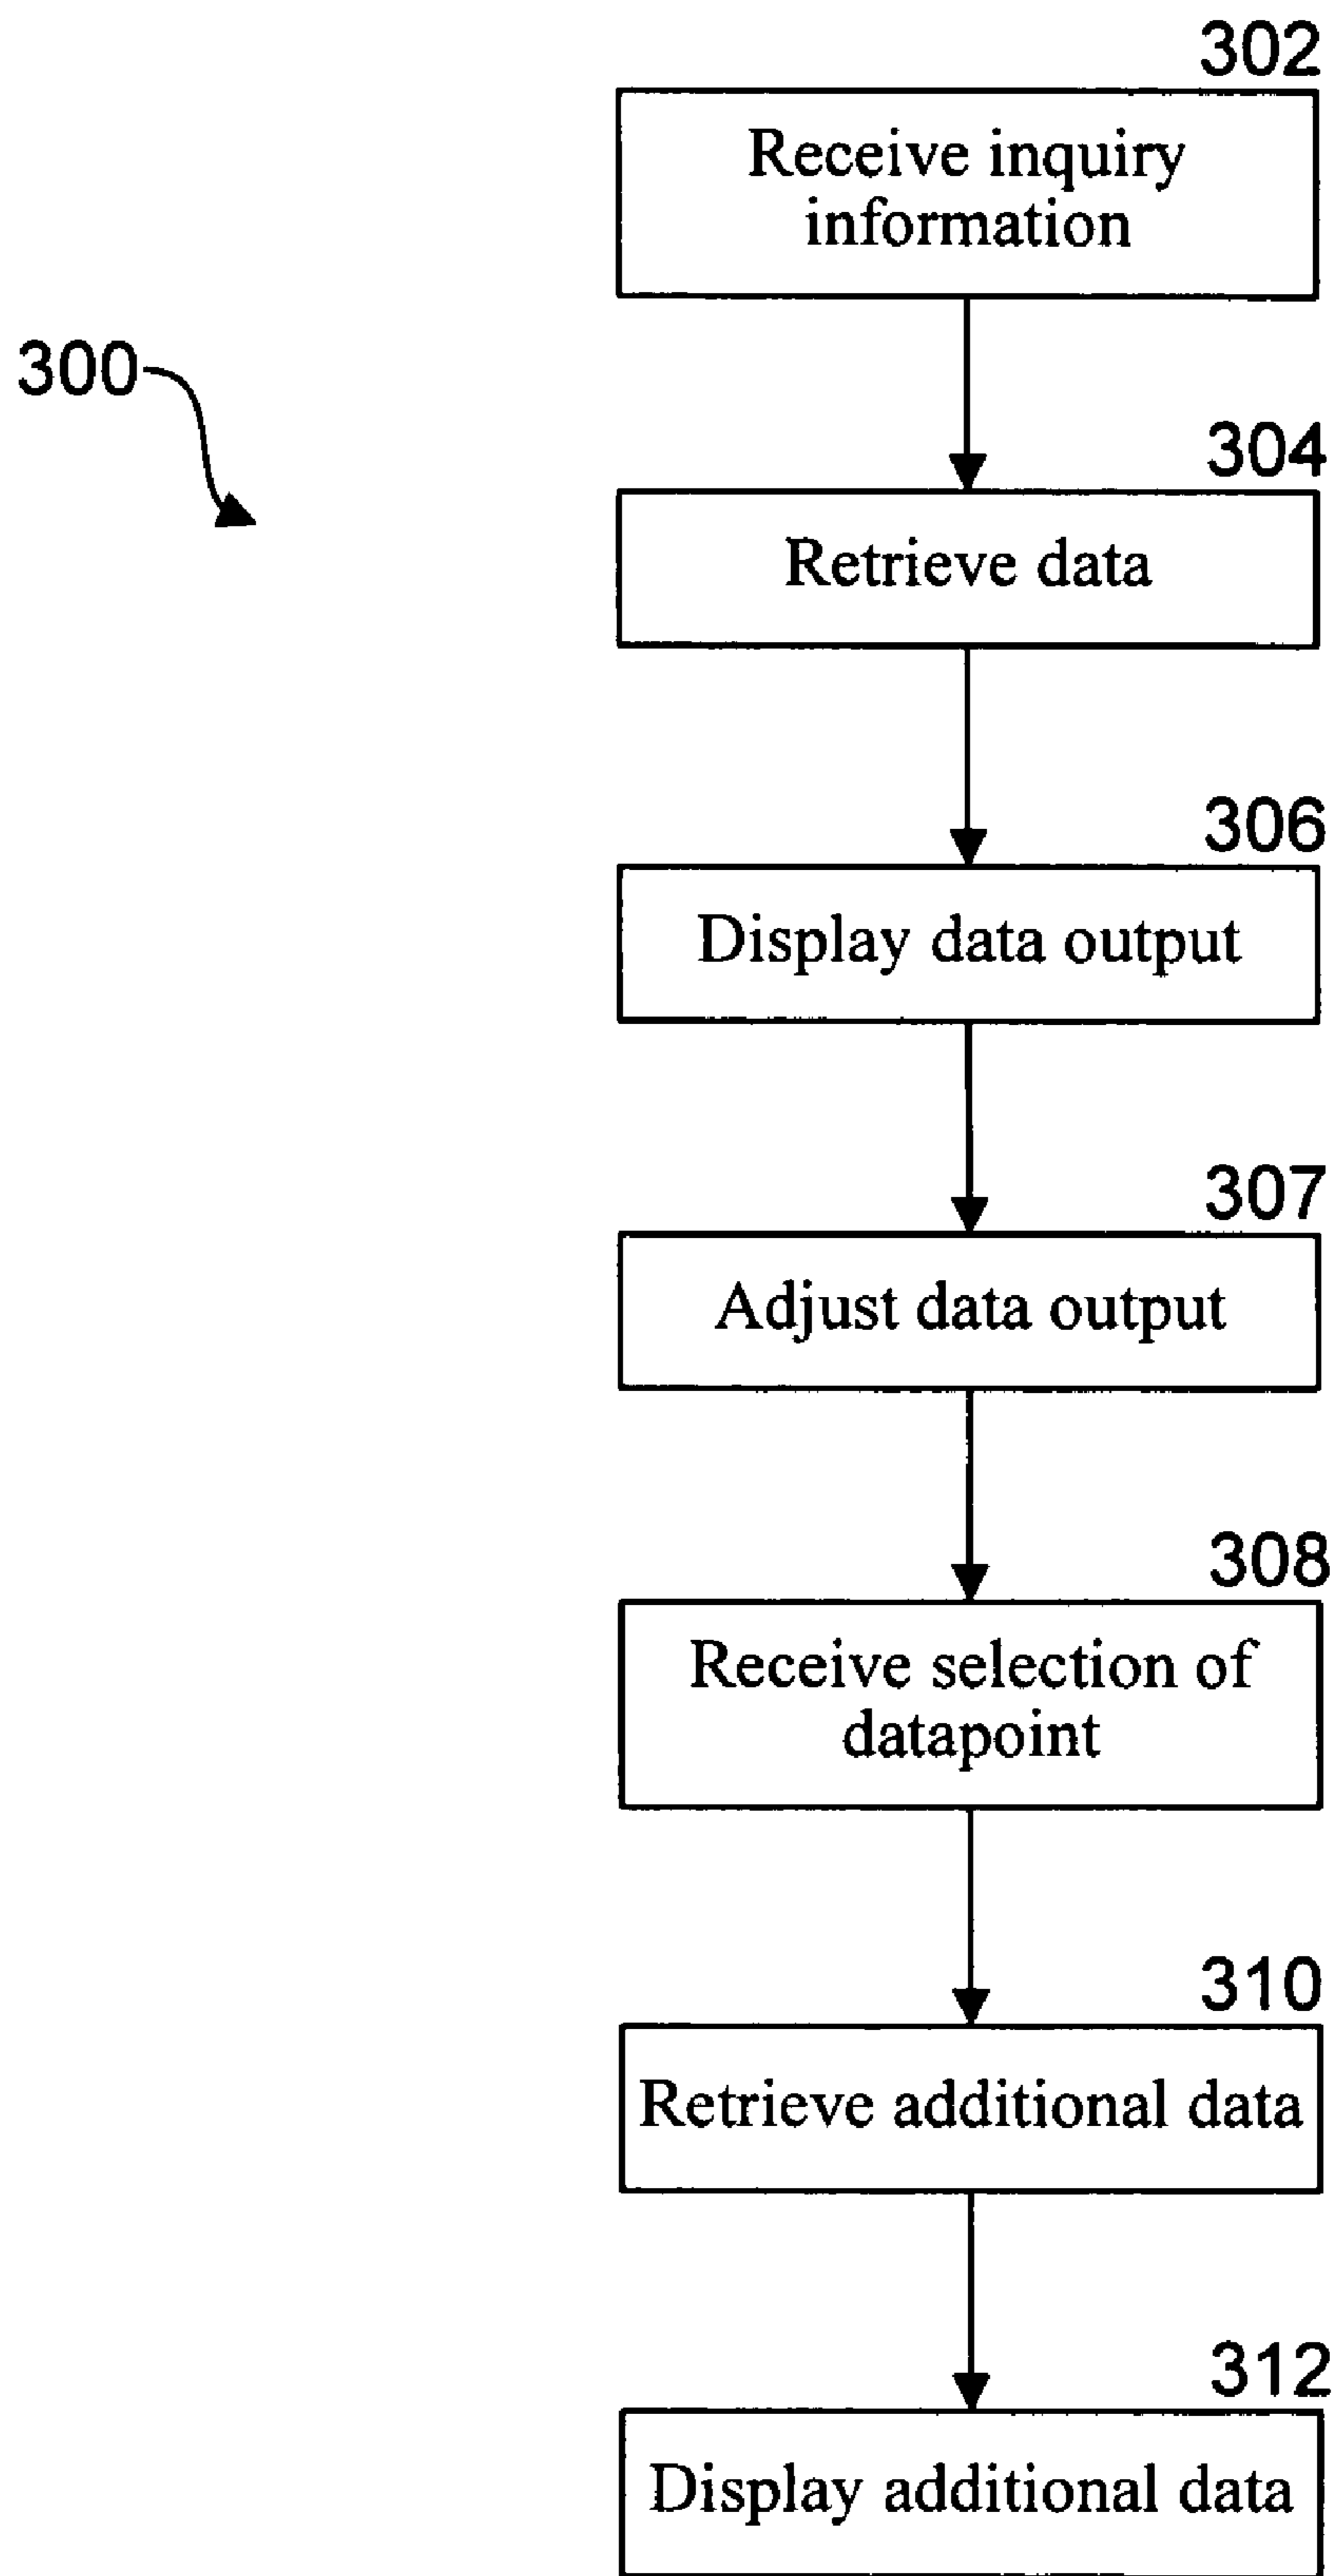 302
Receive inquiry
information
300
304
Retrieve data
306
Display data output
307
Adjust data output
308
Receive selection of
datapoint
310
Retrieve additional data
312
Display additional data